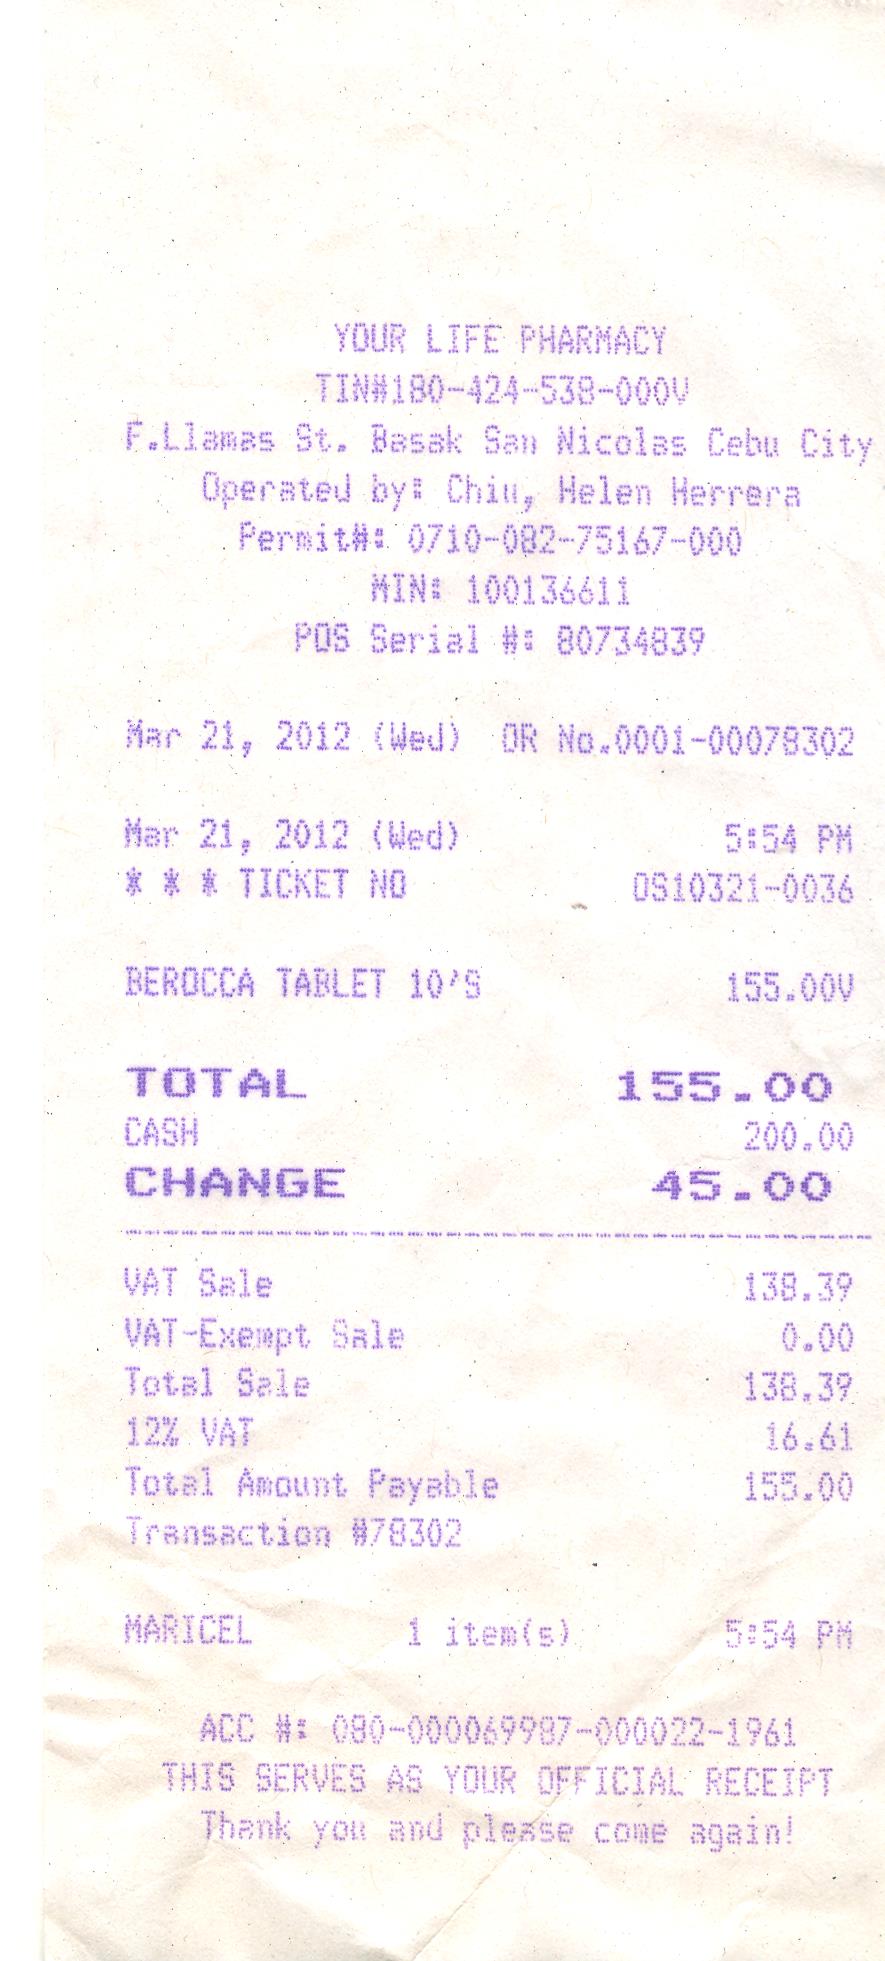 YOUR LIFE PHARMACY
TIN#180-424-538-000V
F.Llamas St. Basak San Nicolas Cebu City
Operated by: Chiu, Helen Herrera
Permit#: 0710-082-75167-000
MIN: 100136611
POS Serial #: 80734839
Mar 21, 2012 (Wed) OR No.0001-00078302
Mar 21, 2012 (Wed) 5:54 PM
* * * TICKET NO OS10321-0036
BEROCCA TABLET 10'S 155.00V
TOTAL 155.00
CASH 200.00
CHANGE 45.00
VAT Sale 138.39
VAT-Exempt Sale 0.00
Total Sale 138.39
12% VAT 16.61
Total Amount Payable 155.00
Transaction #78302
MARICEL 1 item(s) 5:54 PM
ACC #: 080-000069987-000022-1961
THIS SERVES AS YOUR OFFICIAL RECEIPT
Thank you and please come again!